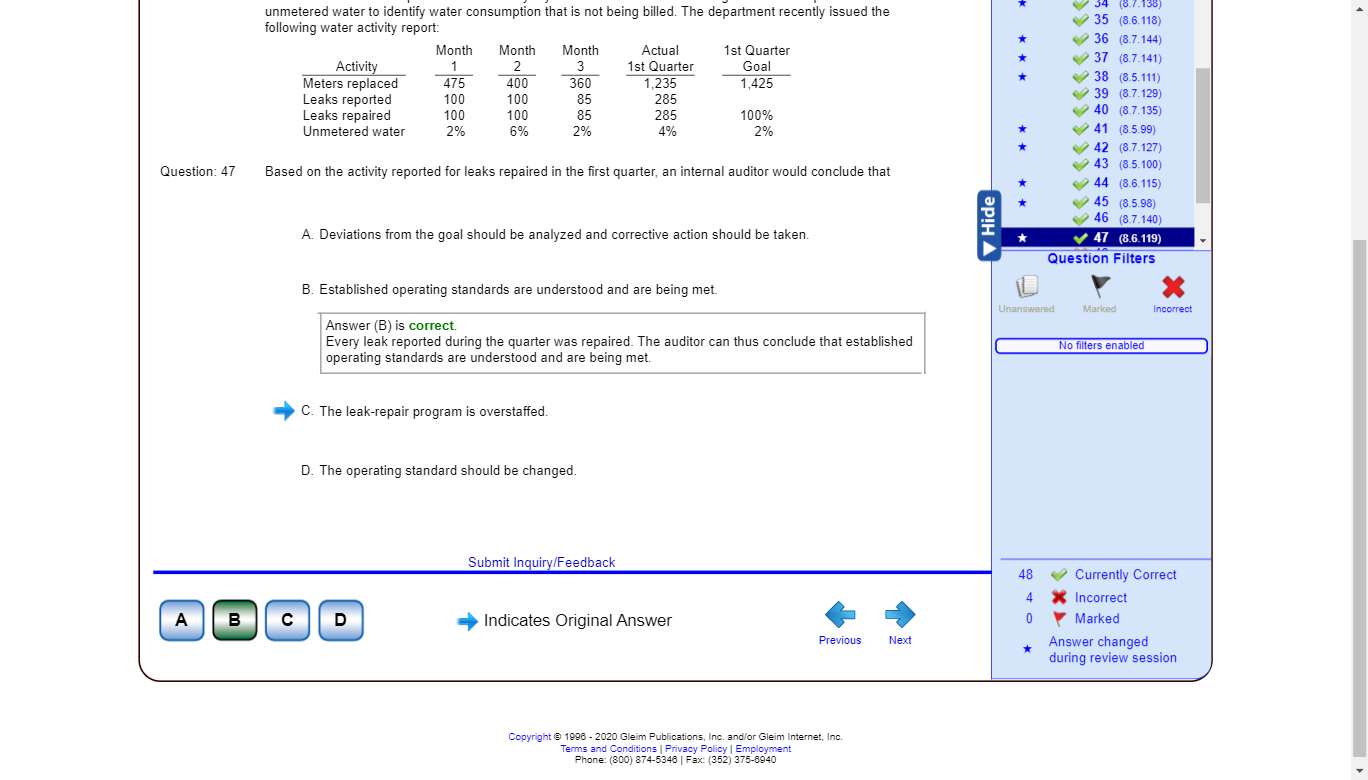 unmetered water to identify water consumption that is not being billed. The department recently issued the
following water activity report:
Month Month Month Actual 1st Quarter
Activity 1 2 3 1st Quarter Goal
Meters replaced 475 400 360 1,235 1,425
Leaks reported 100 100 85 285
Leaks repaired 100 100 85 285 100%
Unmetered water 2% 6% 2% 4% 2%
Question: 47 Based on the activity reported for leaks repaired in the first quarter, an internal auditor would conclude that
A. Deviations from the goal should be analyzed and corrective action should be taken.
B. Established operating standards are understood and are being met.
Answer (B) is correct.
Every leak reported during the quarter was repaired. The auditor can thus conclude that established
operating standards are understood and are being met.
C. The leak-repair program is overstaffed.
D. The operating standard should be changed.
Submit Inquiry/Feedback
A B C D
Indicates Original Answer
Previous Next
Hide
34 (8.7.138)
35 (8.6.118)
36 (8.7.144)
37 (8.7.141)
38 (8.5.111)
39 (8.7.129)
40 (8.7.135)
41 (8.5.99)
42 (8.7.127)
43 (8.5.100)
44 (8.6.115)
45 (8.5.98)
46 (8.7.140)
47 (8.6.119)
Question Filters
Unanswered Marked Incorrect
No filters enabled
48 Currently Correct
4 Incorrect
0 Marked
Answer changed
during review session
Copyright © 1996 - 2020 Gleim Publications, Inc. and/or Gleim Internet, Inc.
Terms and Conditions | Privacy Policy | Employment
Phone: (800) 874-5346 | Fax: (352) 375-6940